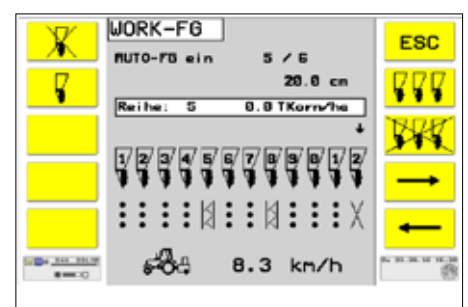 WORK-FG
ESC
AUTO-FG ein 5 / 6
20.0 cm
Reihe: 5 0.0 TKorn/ha
1 2 3 4 5 6 7 8 9 0 1 2
8.3 km/h